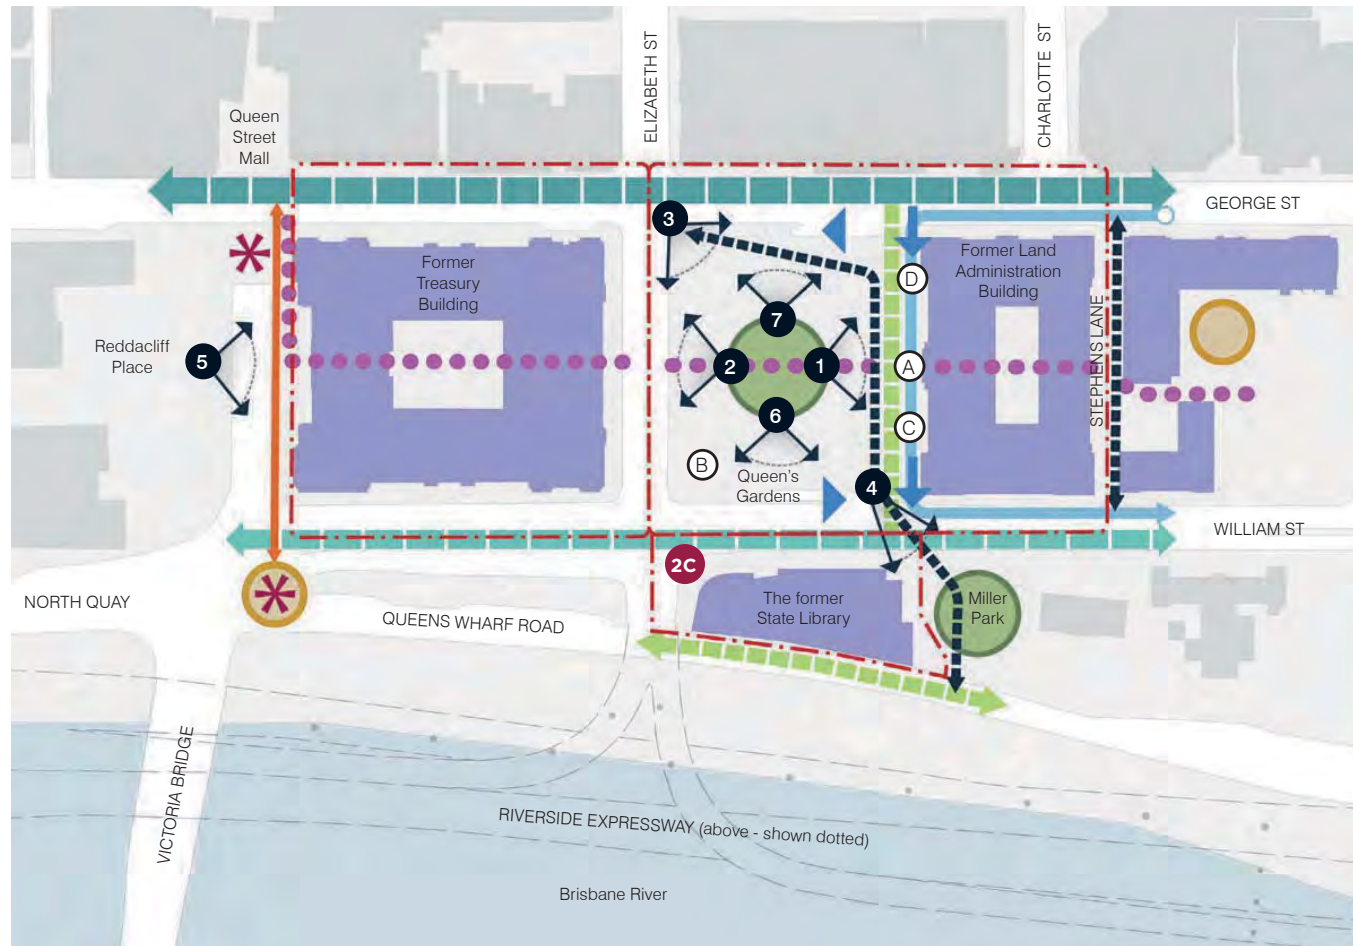 ELIZABETH ST
CHARLOTTE ST
Queen
Street
Mall
GEORGE ST
3
Former
Treasury
Building
Former Land
Administration
Building
D
7
STEPHENS LANE
Reddacliff
Place
5
2
1
A
6
C
B
Queen's
Gardens
4
WILLIAM ST
2C
NORTH QUAY
QUEENS WHARF ROAD
The former
State Library
Miller
Park
VICTORIA BRIDGE
RIVERSIDE EXPRESSWAY (above - shown dotted)
Brisbane River